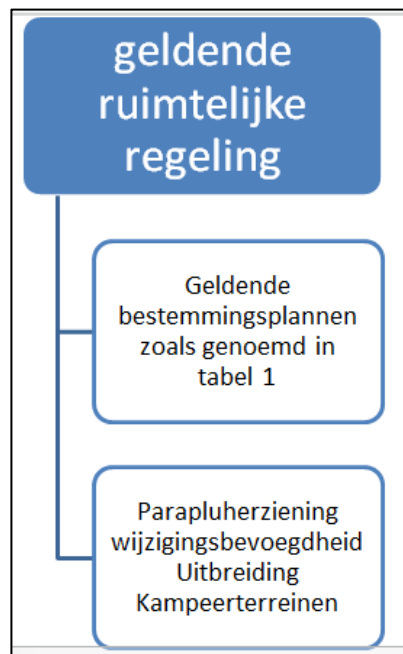 geldende
ruimtelijke
regeling
Geldende
bestemmingsplannen
zoals genoemd in
tabel 1
Parapluherziening
wijzigingsbevoegdheid
Uitbreiding
Kampeerterreinen